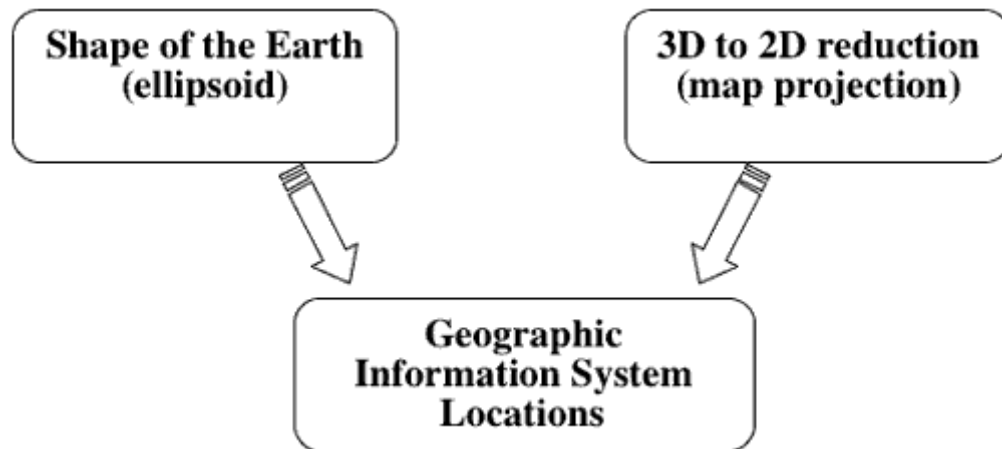 Shape of the Earth
(ellipsoid)
3D to 2D reduction
(map projection)
Geographic
Information System
Locations